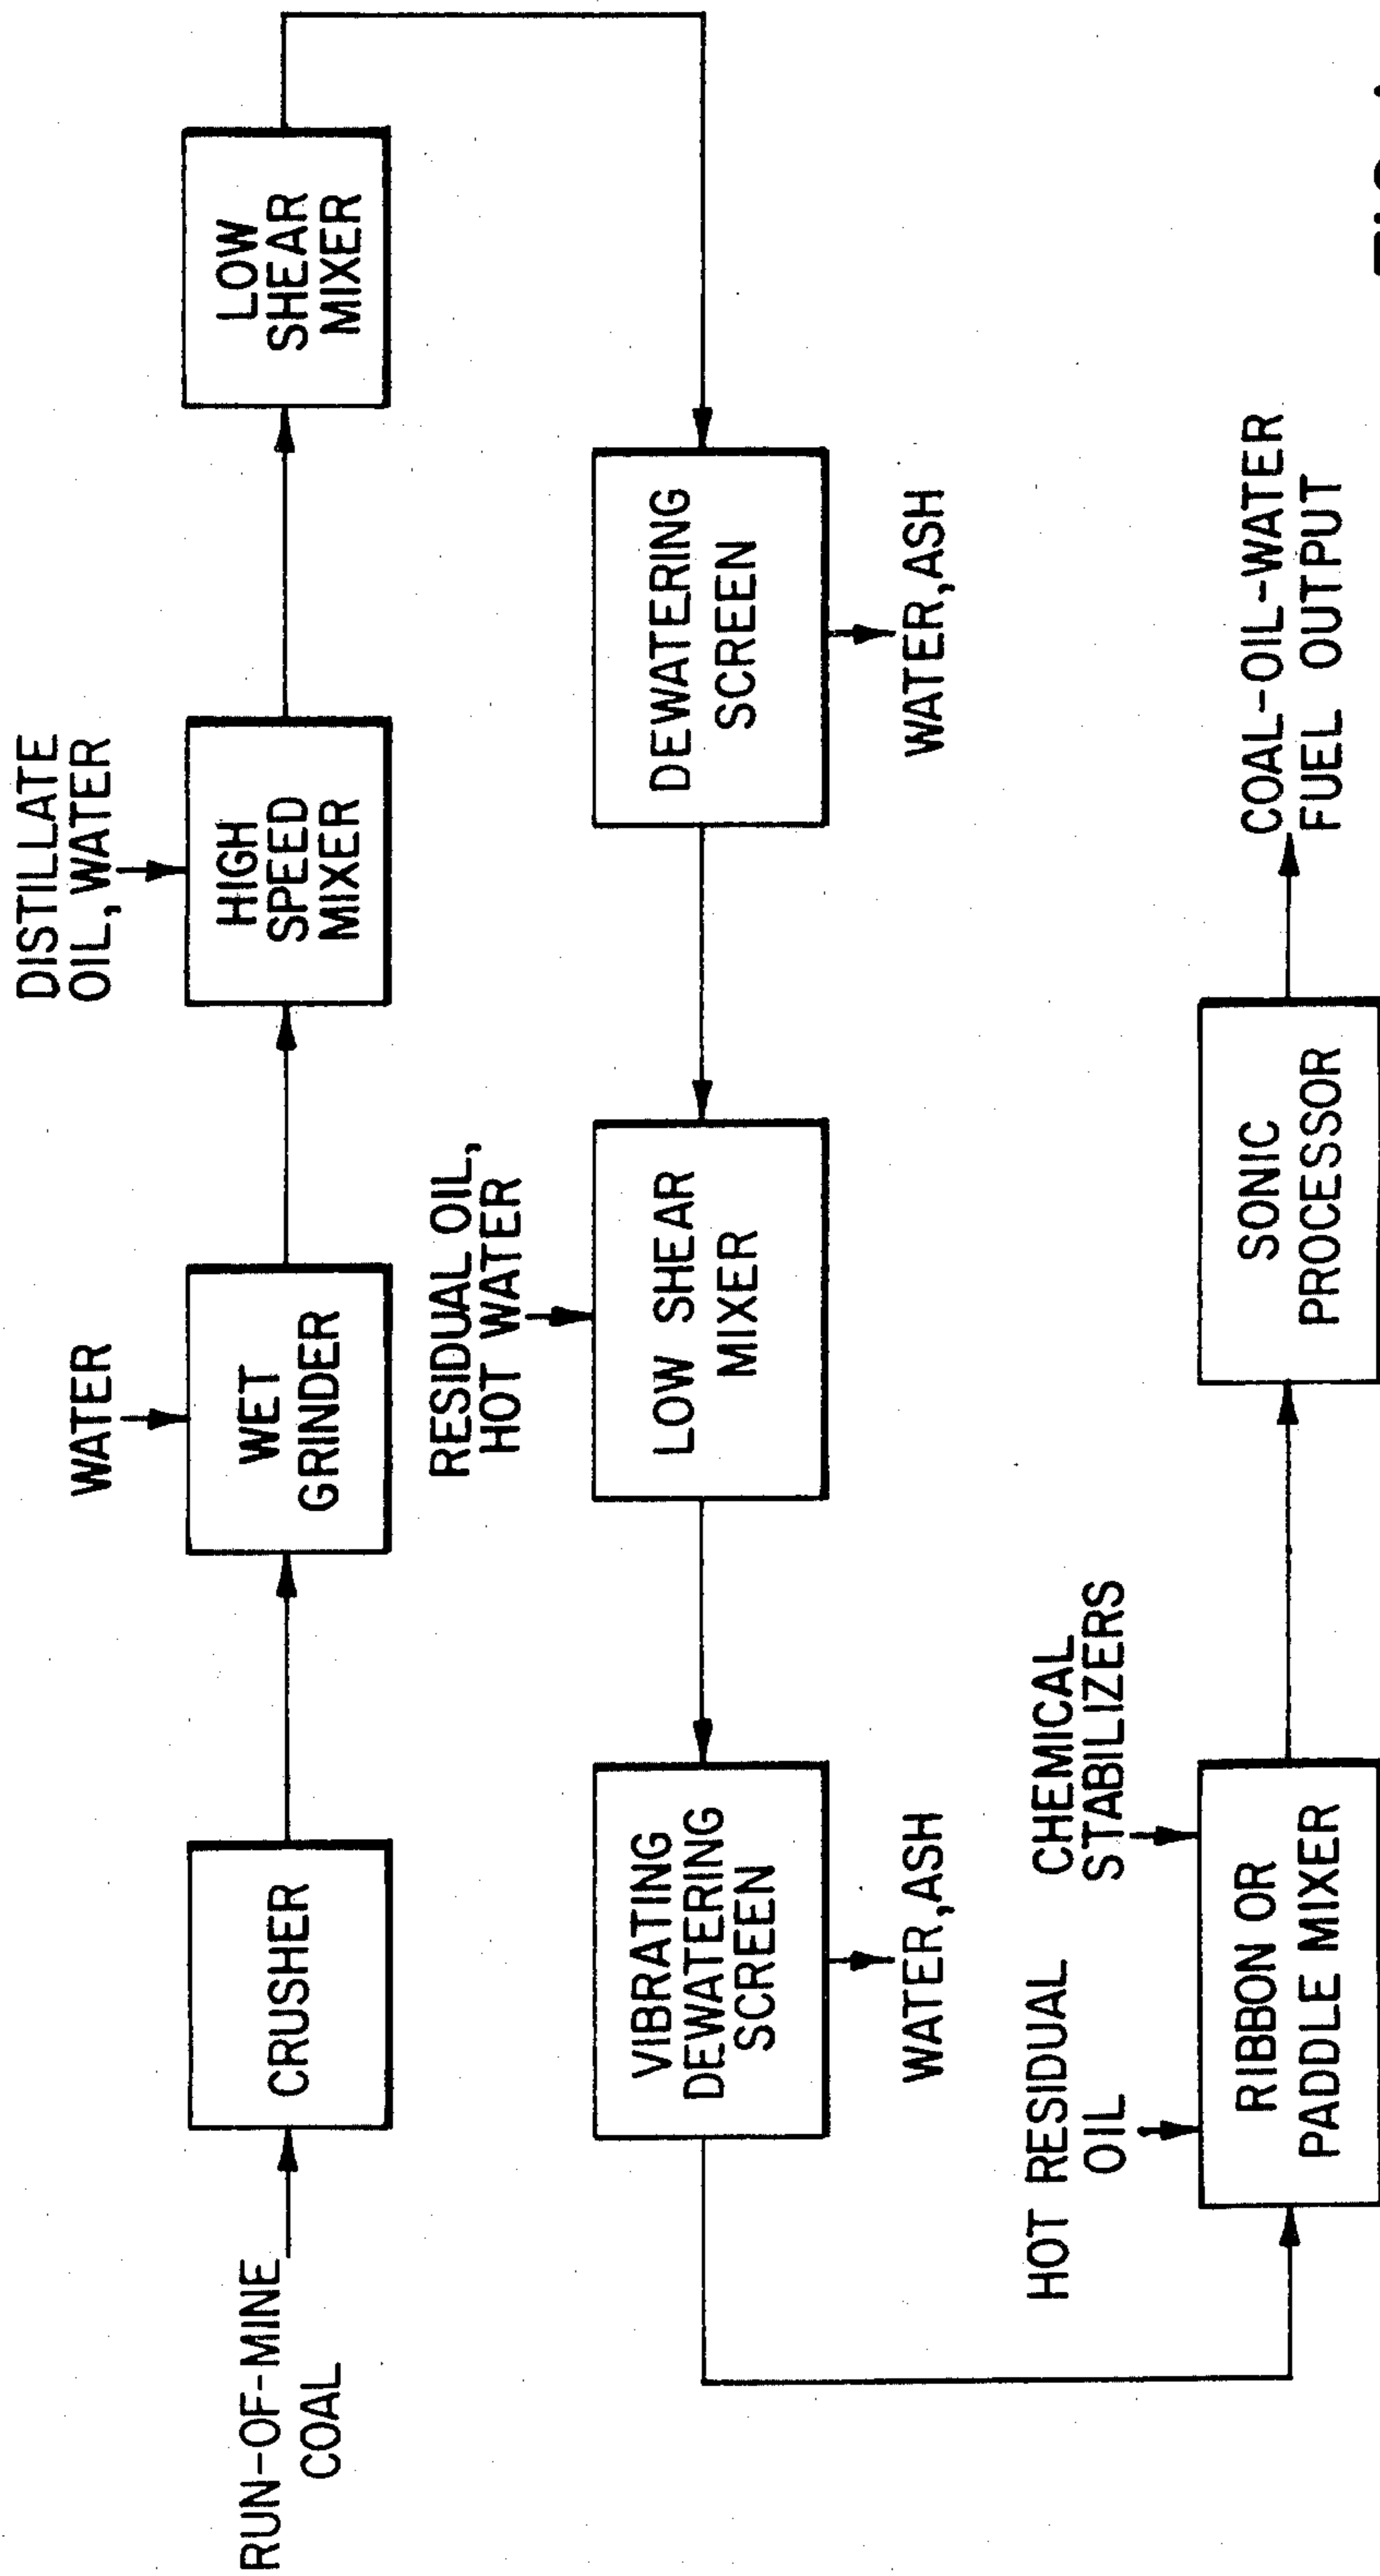 RUN-OF-MINE
COAL
CRUSHER
WATER
WET
GRINDER
DISTILLATE
OIL,WATER
HIGH
SPEED
MIXER
LOW
SHEAR
MIXER
DEWATERING
SCREEN
WATER,ASH
RESIDUAL OIL,
HOT WATER
LOW SHEAR
MIXER
VIBRATING
DEWATERING
SCREEN
WATER,ASH
HOT RESIDUAL
OIL
CHEMICAL
STABILIZERS
RIBBON OR
PADDLE MIXER
SONIC
PROCESSOR
COAL-OIL-WATER
FUEL OUTPUT
FIG.